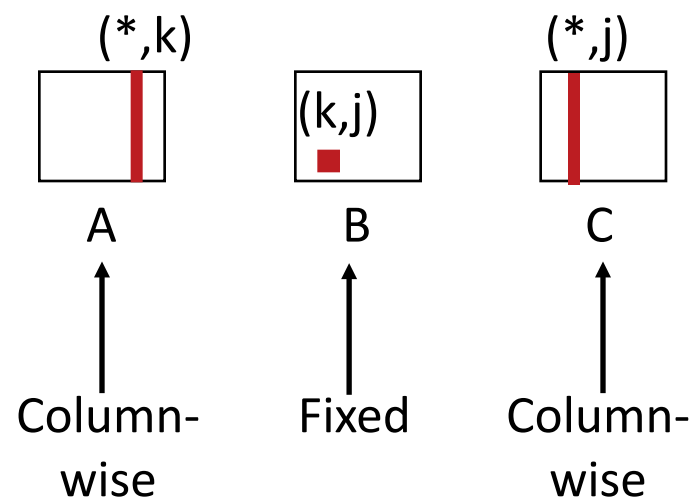 (*,k)
(*,j)
(k,j)
A
B
C
Column-
wise
Fixed
Column-
wise